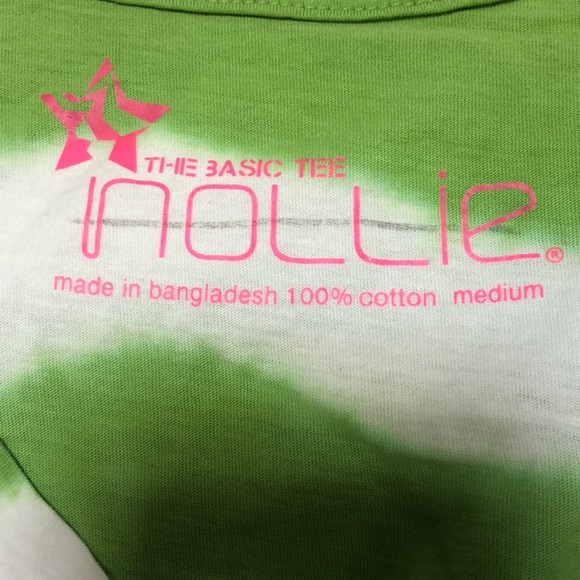 THE BASIC TEE
nollie®
made in bangladesh 100% cotton medium